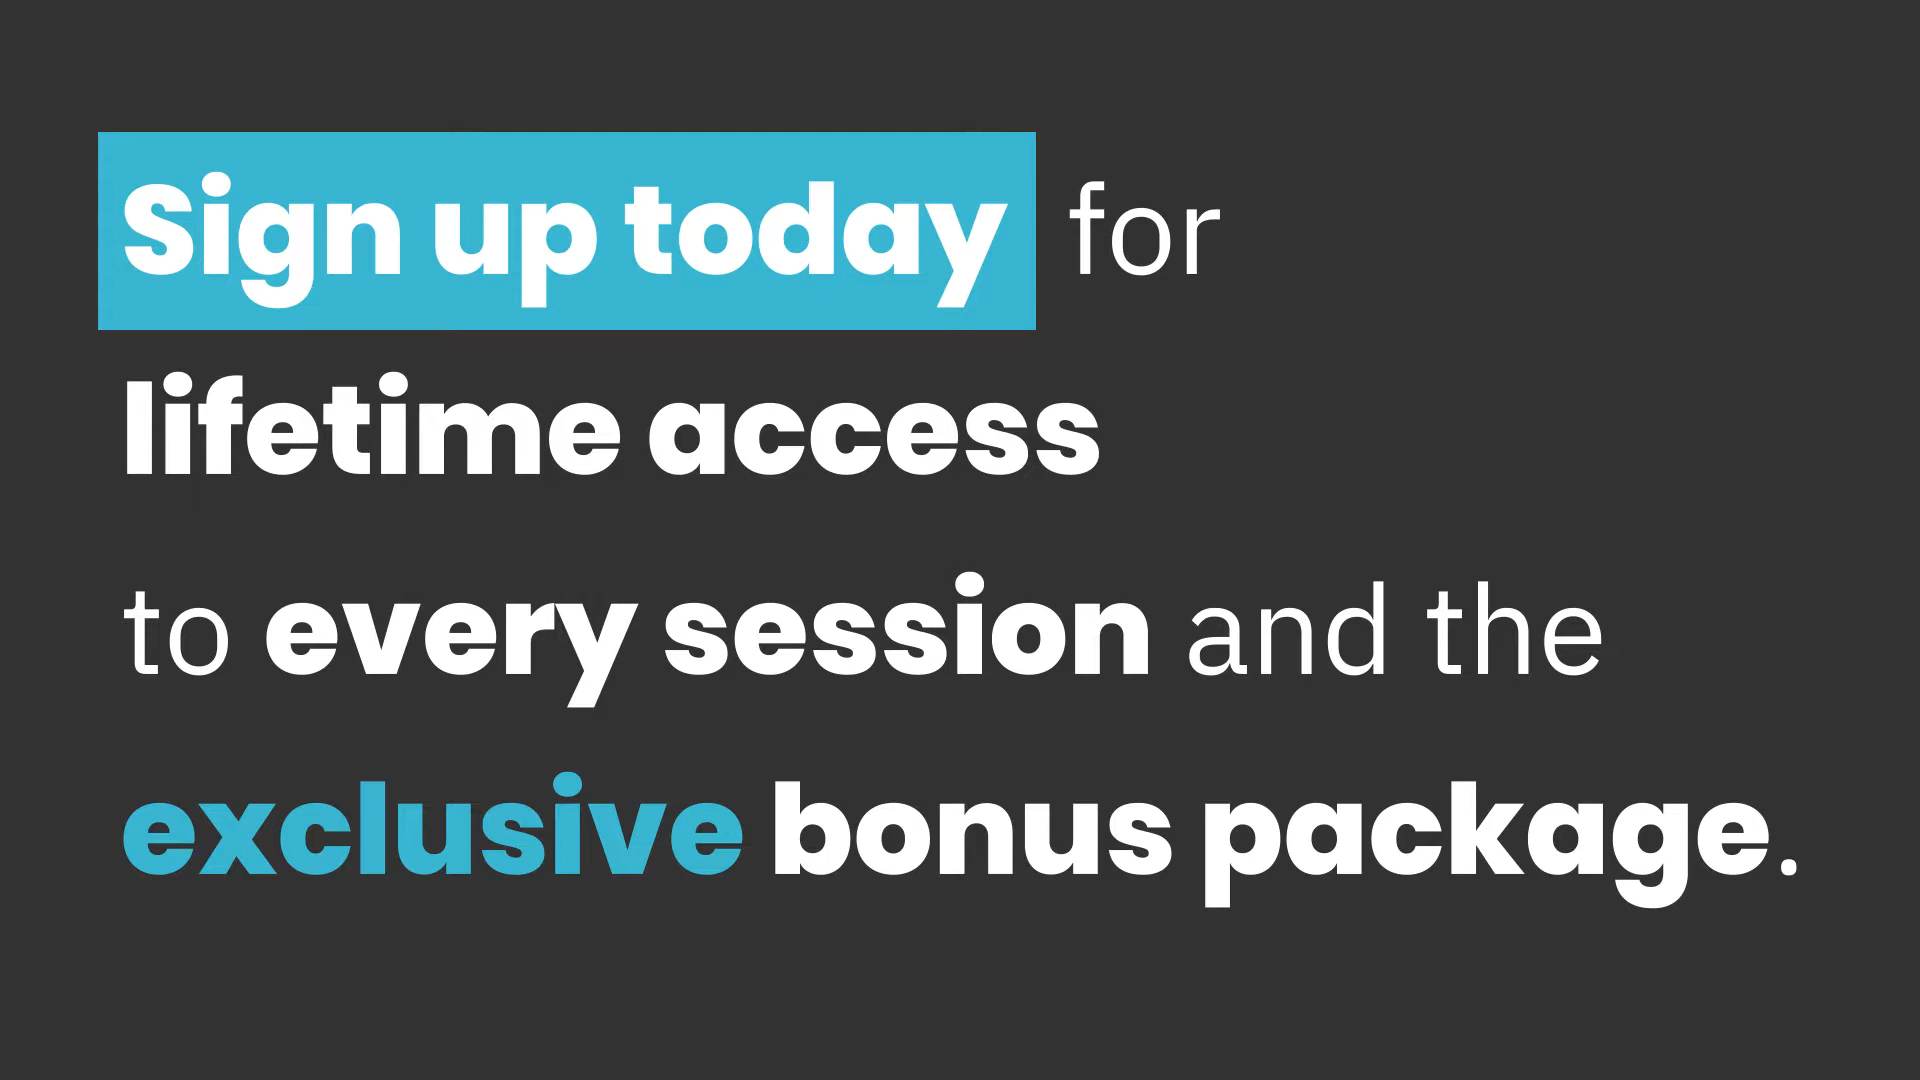 Sign up today for
lifetime access
to every session and the
exclusive bonus package.